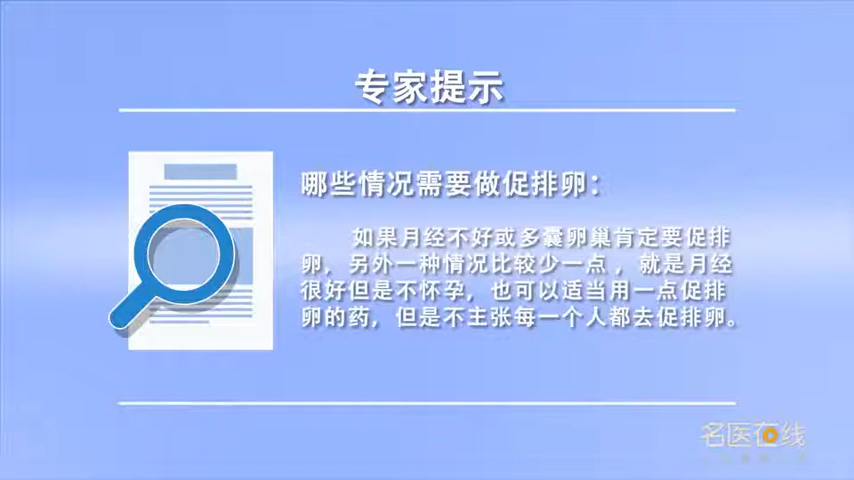 专家提示
哪些情况需要做促排卵：
如果月经不好或多囊卵巢肯定要促排
卵，另外一种情况比较少一点，就是月经
很好但是不怀孕，也可以适当用一点促排
卵的药，但是不主张每一个人都去促排卵。
名医在线